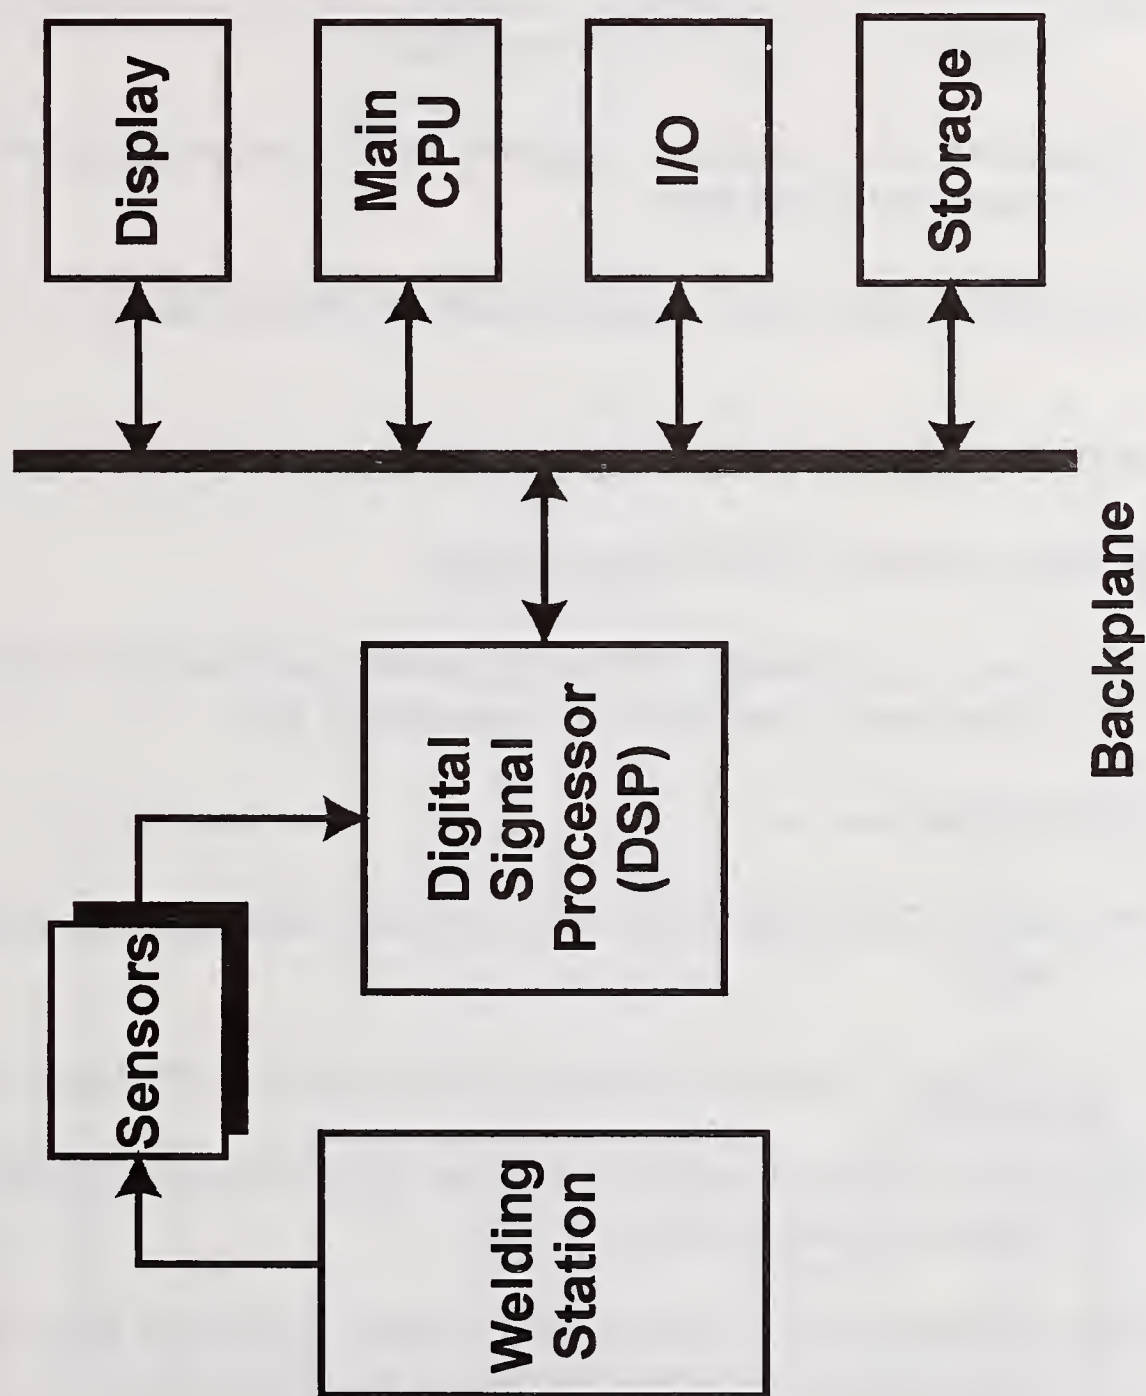 Welding
Station
Sensors
Digital
Signal
Processor
(DSP)
Display
Main
CPU
I/O
Storage
Backplane